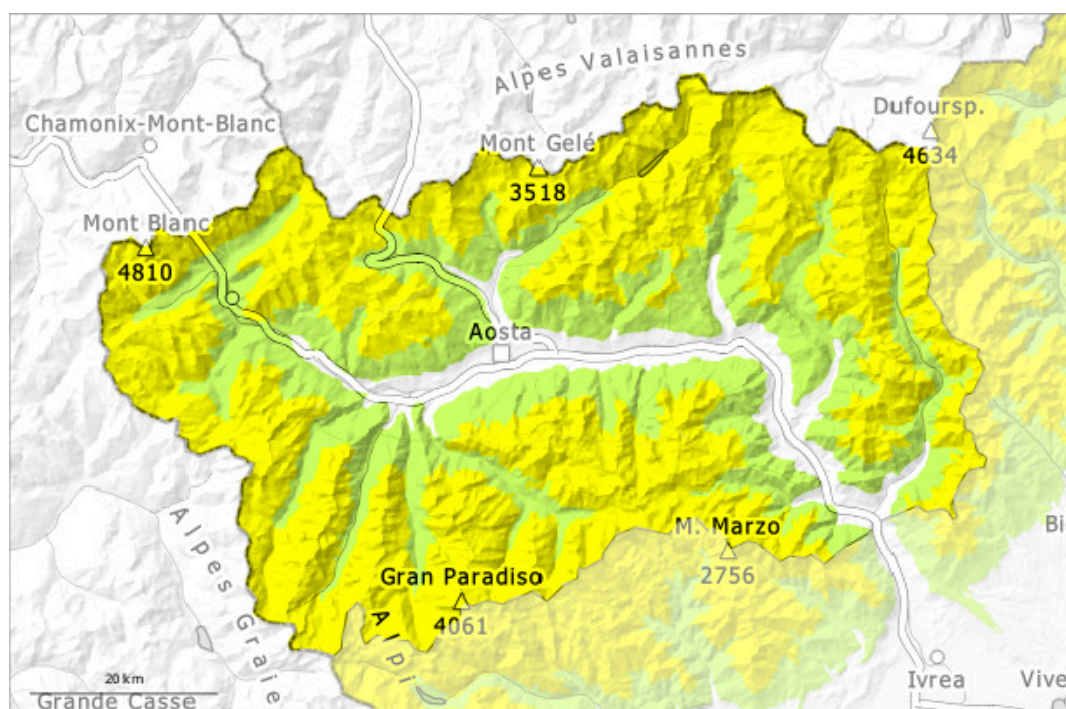 Alpes Valaisannes
Chamonix-Mont-Blanc
Dufoursp.
4634
Mont Gelé
3518
Mont Blanc
4810
Aosta
Alpes Graie
M. Marzo
2756
Gran Paradiso
4061
Alpi
Bi
20 km
Grande Casse
Ivrea
Vive